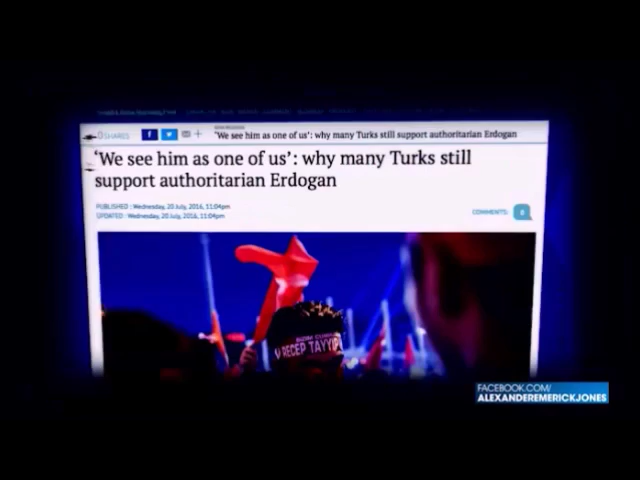 0 SHARES
'We see him as one of us': why many Turks still support authoritarian Erdogan
'We see him as one of us': why many Turks still
support authoritarian Erdogan
PUBLISHED : Wednesday, 20 July, 2016, 11:04pm
UPDATED : Wednesday, 20 July, 2016, 11:04pm
COMMENTS:
RECEP TAYYIP
FACEBOOK.COM/
ALEXANDEREMERICKJONES